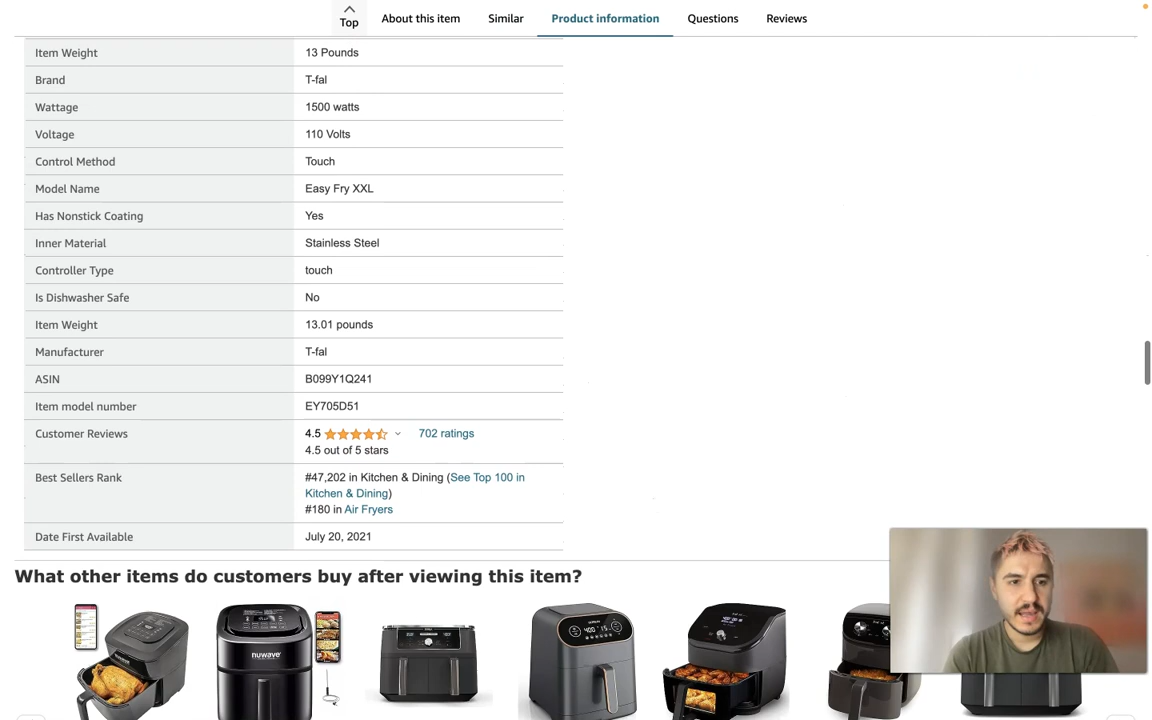 Top
About this item
Similar
Product information
Questions
Reviews
Item Weight 13 Pounds
Brand T-fal
Wattage 1500 watts
Voltage 110 Volts
Control Method Touch
Model Name Easy Fry XXL
Has Nonstick Coating Yes
Inner Material Stainless Steel
Controller Type touch
Is Dishwasher Safe No
Item Weight 13.01 pounds
Manufacturer T-fal
ASIN B099Y1Q241
Item model number EY705D51
Customer Reviews 4.5 702 ratings
4.5 out of 5 stars
Best Sellers Rank #47,202 in Kitchen & Dining (See Top 100 in
Kitchen & Dining)
#180 in Air Fryers
Date First Available July 20, 2021
What other items do customers buy after viewing this item?
nuwave